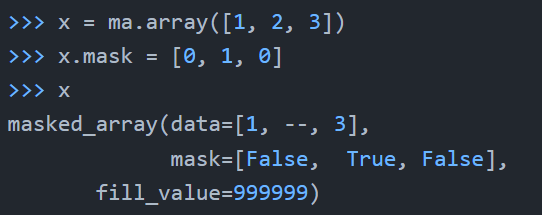 >>> x = ma.array([1, 2, 3])
>>> x.mask = [0, 1, 0]
>>> x
masked_array(data=[1, --, 3],
             mask=[False,  True, False],
       fill_value=999999)